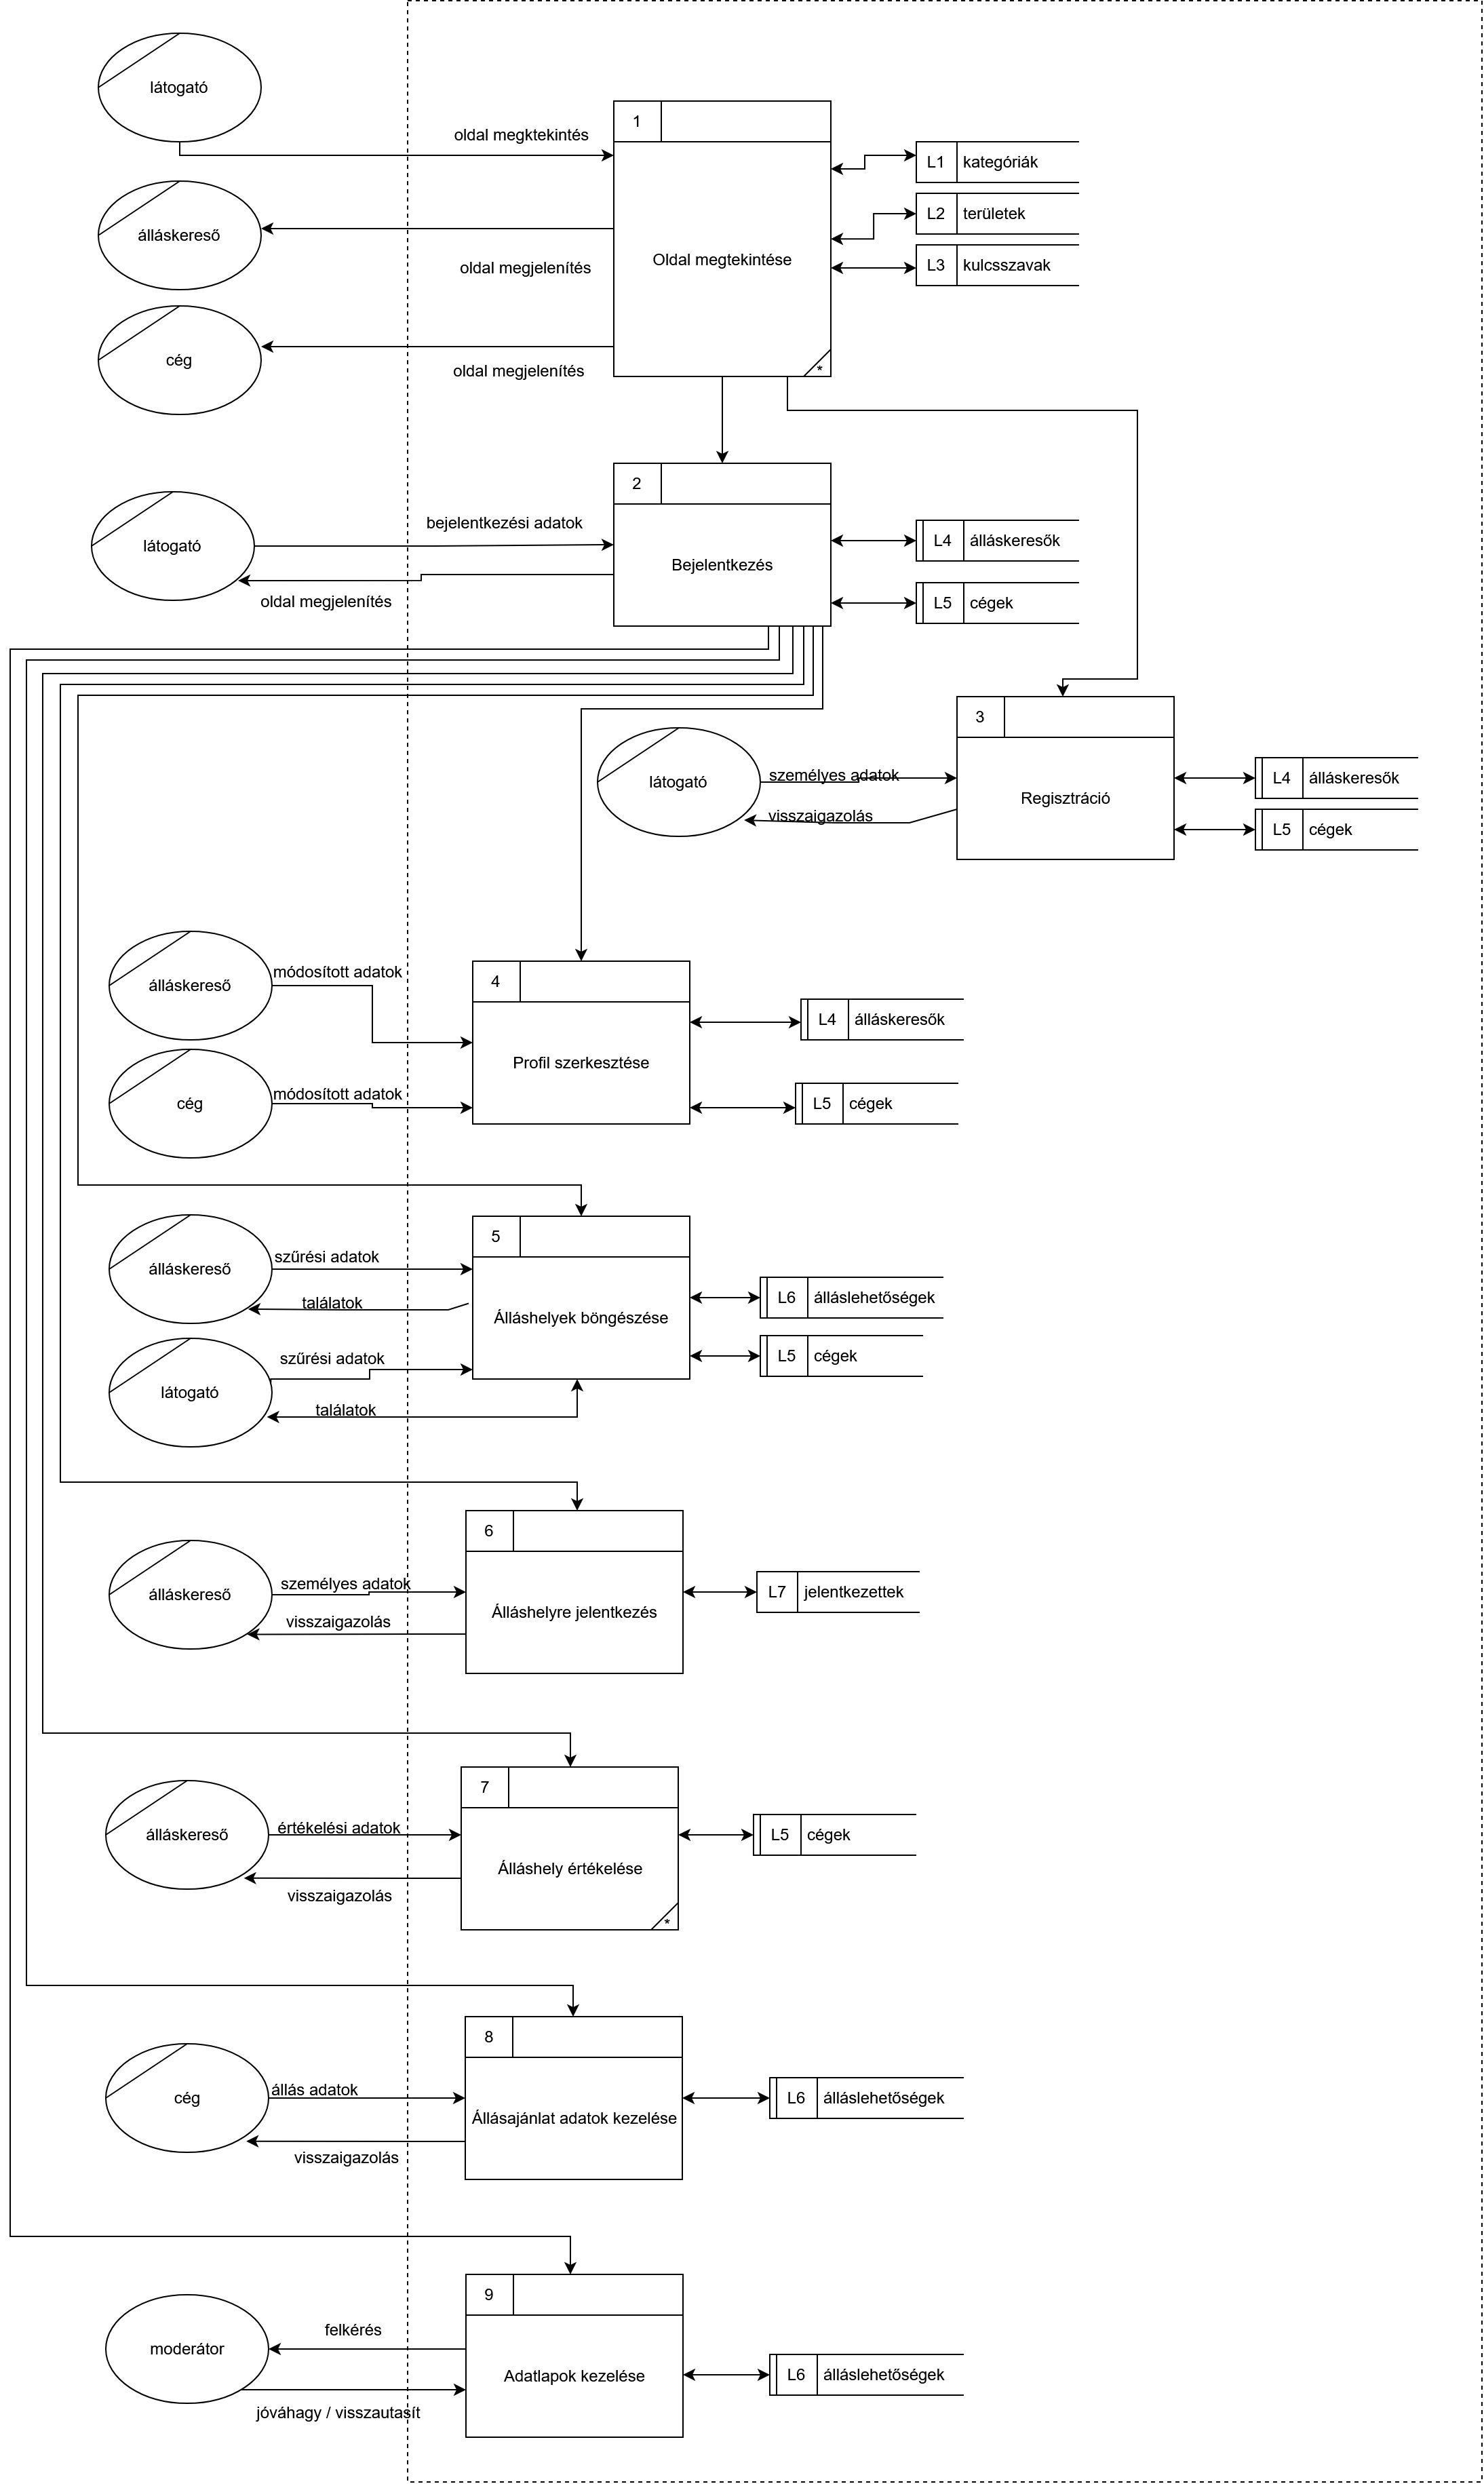 látogató
oldal megktekintés
1
L1 kategóriák
L2 területek
L3 kulcsszavak
álláskereső
Oldal megtekintése
oldal megjelenítés
cég
oldal megjelenítés
*
2
látogató
bejelentkezési adatok
Bejelentkezés
L4 álláskeresők
oldal megjelenítés
L5 cégek
3
látogató
személyes adatok
visszaigazolás
Regisztráció
L4 álláskeresők
L5 cégek
álláskereső
módosított adatok
4
L4 álláskeresők
Profil szerkesztése
cég
módosított adatok
L5 cégek
5
álláskereső
szűrési adatok
találatok
Álláshelyek böngészése
L6 álláslehetőségek
L5 cégek
látogató
szűrési adatok
találatok
6
álláskereső
személyes adatok
visszaigazolás
Álláshelyre jelentkezés
L7 jelentkezettek
7
álláskereső
értékelési adatok
visszaigazolás
Álláshely értékelése
L5 cégek
*
8
cég
állás adatok
visszaigazolás
Állásajánlat adatok kezelése
L6 álláslehetőségek
9
moderátor
felkérés
jóváhagy / visszautasít
Adatlapok kezelése
L6 álláslehetőségek